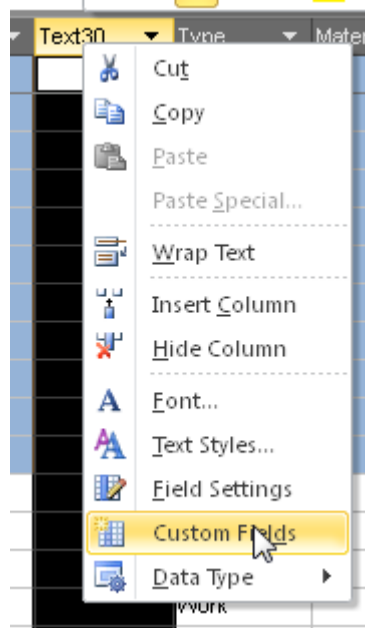 Text30 Type Mater
Cut
Copy
Paste
Paste Special...
Wrap Text
Insert Column
Hide Column
Font...
Text Styles...
Field Settings
Custom Fields
Data Type
Work